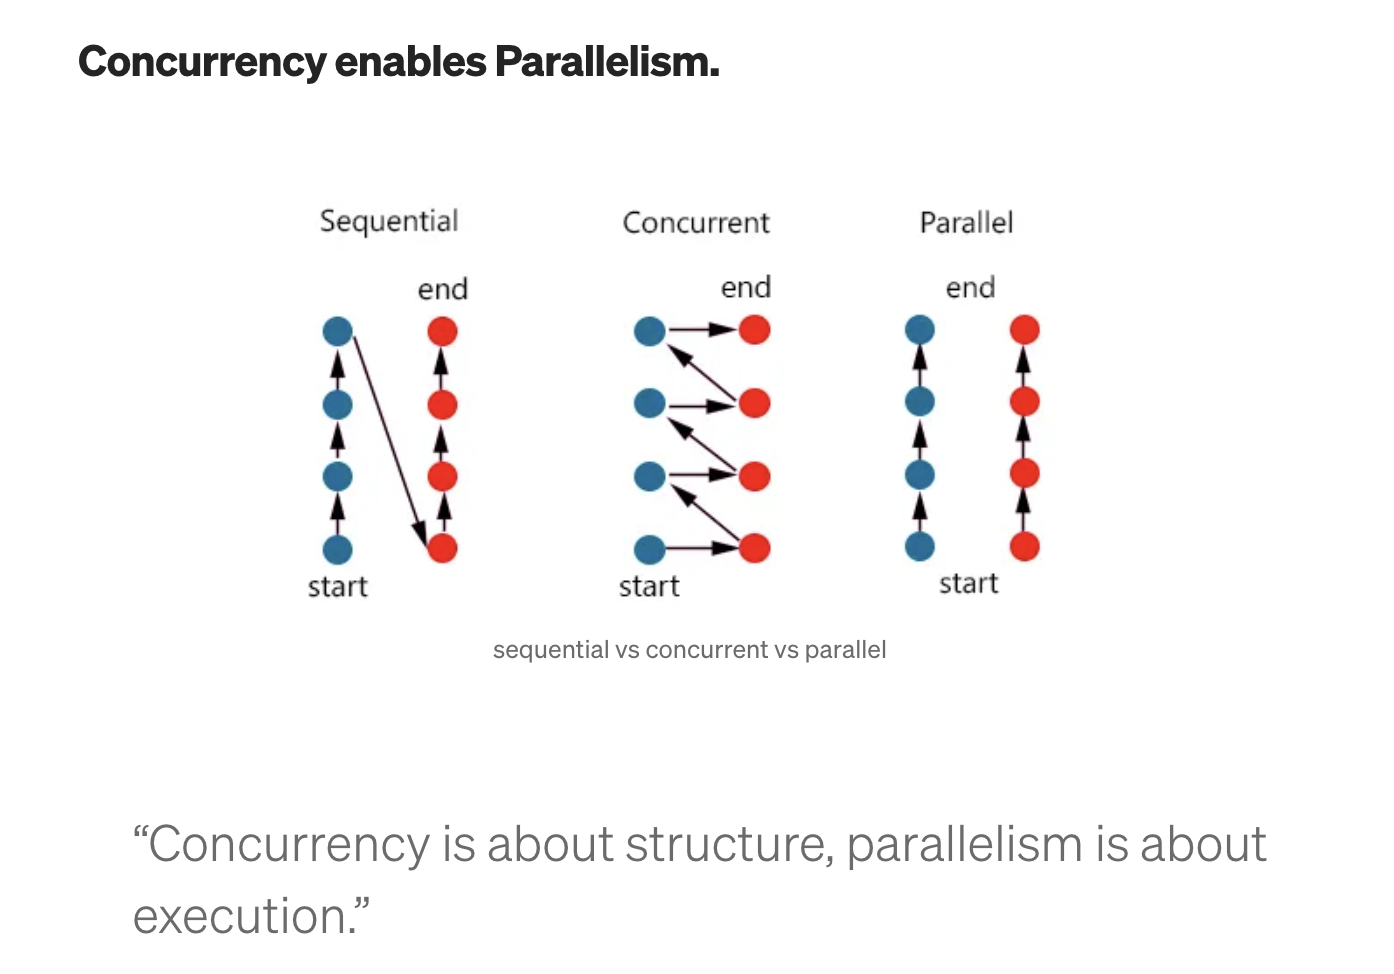 Concurrency enables Parallelism.
Sequential
Concurrent
Parallel
end
end
end
start
start
start
sequential vs concurrent vs parallel
“Concurrency is about structure, parallelism is about
execution.”